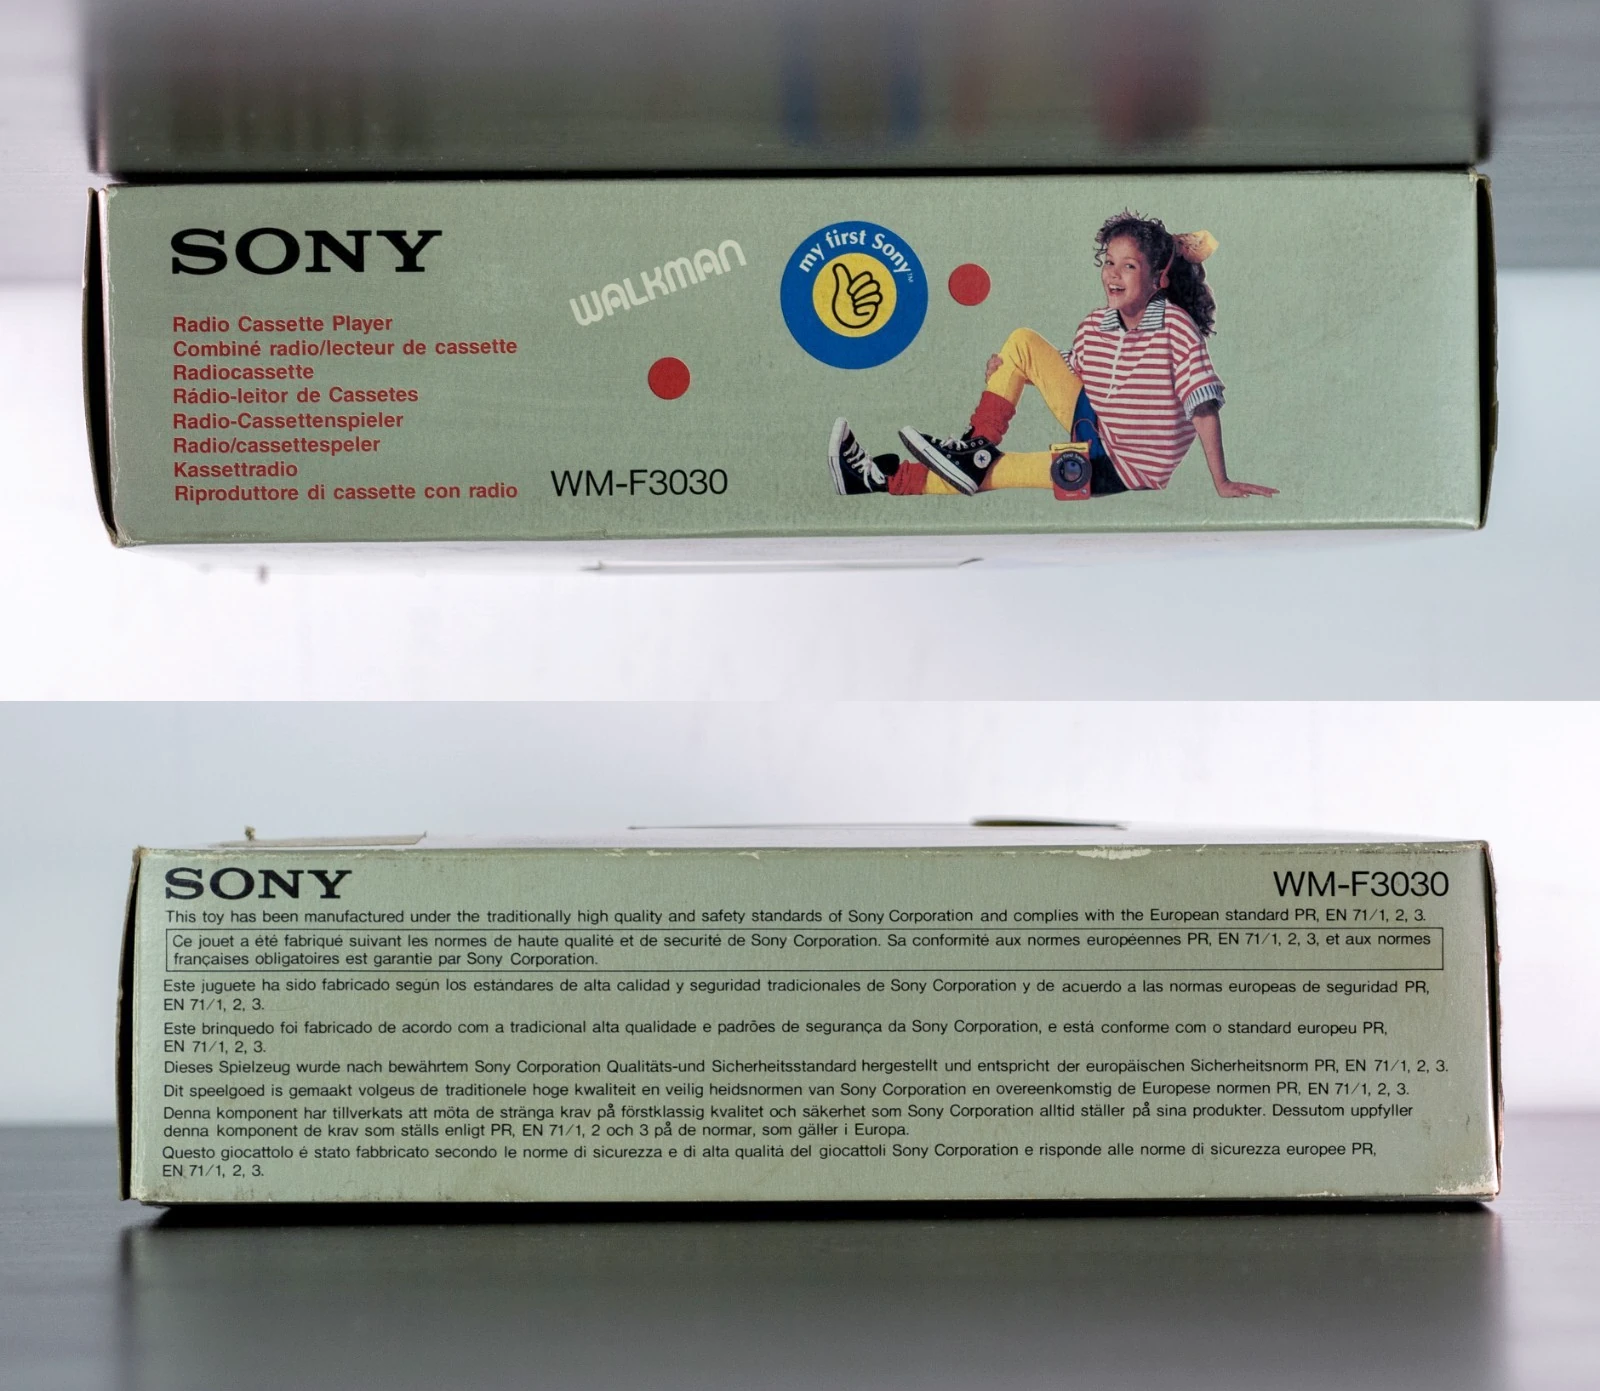 SONY
WALKMAN
my first Sony™
Radio Cassette Player
Combiné radio/lecteur de cassette
Radiocassette
Rádio-leitor de Cassetes
Radio-Cassettenspieler
Radio/cassettespeler
Kassettradio
Riproduttore di cassette con radio
WM-F3030
SONY
WM-F3030
This toy has been manufactured under the traditionally high quality and safety standards of Sony Corporation and complies with the European standard PR, EN 71/1, 2, 3.
Ce jouet a été fabriqué suivant les normes de haute qualité et de securité de Sony Corporation. Sa conformité aux normes européennes PR, EN 71/1, 2, 3, et aux normes
françaises obligatoires est garantie par Sony Corporation.
Este juguete ha sido fabricado según los estándares de alta calidad y seguridad tradicionales de Sony Corporation y de acuerdo a las normas europeas de seguridad PR,
EN 71/1, 2, 3.
Este brinquedo foi fabricado de acordo com a tradicional alta qualidade e padrões de segurança da Sony Corporation, e está conforme com o standard europeu PR,
EN 71/1, 2, 3.
Dieses Spielzeug wurde nach bewährtem Sony Corporation Qualitäts-und Sicherheitsstandard hergestellt und entspricht der europäischen Sicherheitsnorm PR, EN 71/1, 2, 3.
Dit speelgoed is gemaakt volgeus de traditionele hoge kwaliteit en veilig heidsnormen van Sony Corporation en overeenkomstig de Europese normen PR, EN 71/1, 2, 3.
Denna komponent har tillverkats att möta de stränga krav på förstklassig kvalitet och säkerhet som Sony Corporation alltid ställer på sina produkter. Dessutom uppfyller
denna komponent de krav som ställs enligt PR, EN 71/1, 2 och 3 på de normar, som gäller i Europa.
Questo giocattolo é stato fabbricato secondo le norme di sicurezza e di alta qualitá del giocattoli Sony Corporation e risponde alle norme di sicurezza europee PR,
EN 71/1, 2, 3.